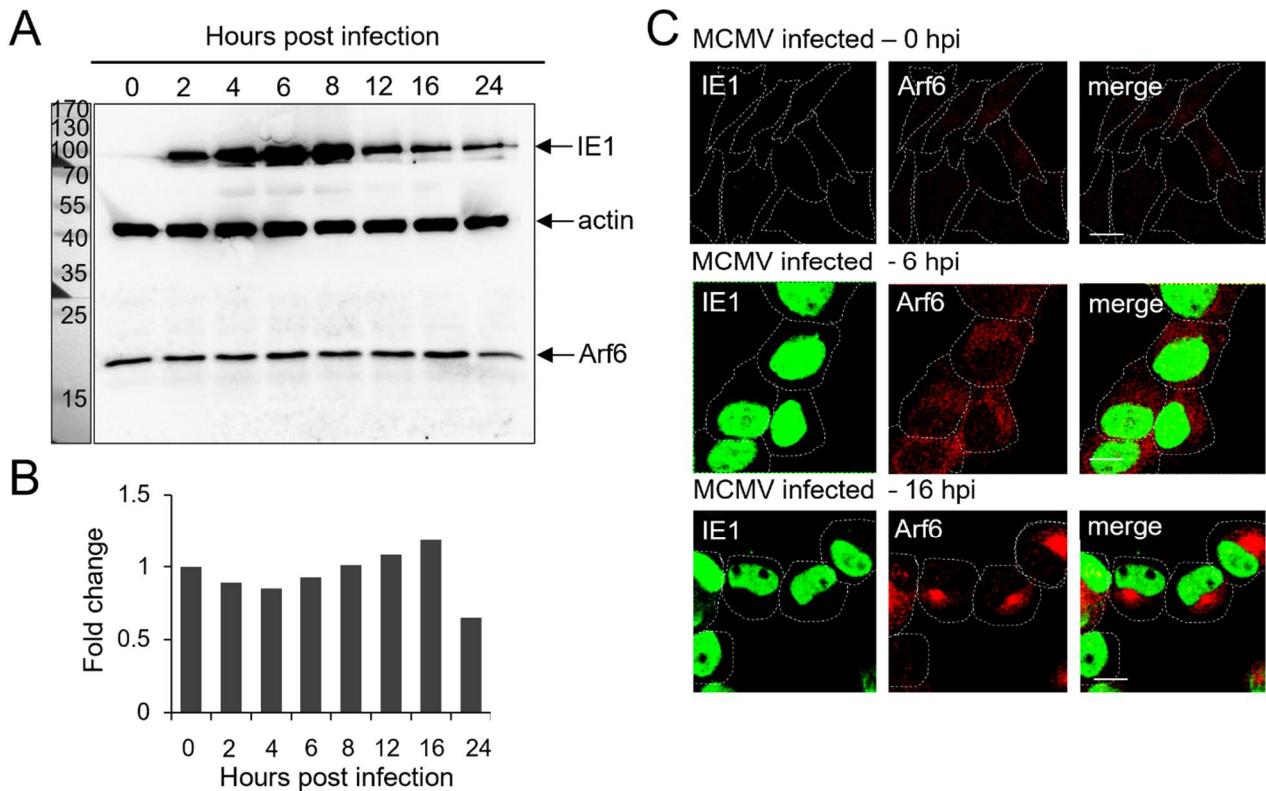 A
Hours post infection
0 2 4 6 8 12 16 24
170
130
100
70
55
40
35
25
15
IE1
actin
Arf6
B
1.5
1
0.5
0
Fold change
0 2 4 6 8 12 16 24
Hours post infection
C
MCMV infected – 0 hpi
IE1 Arf6 merge
MCMV infected - 6 hpi
IE1 Arf6 merge
MCMV infected - 16 hpi
IE1 Arf6 merge